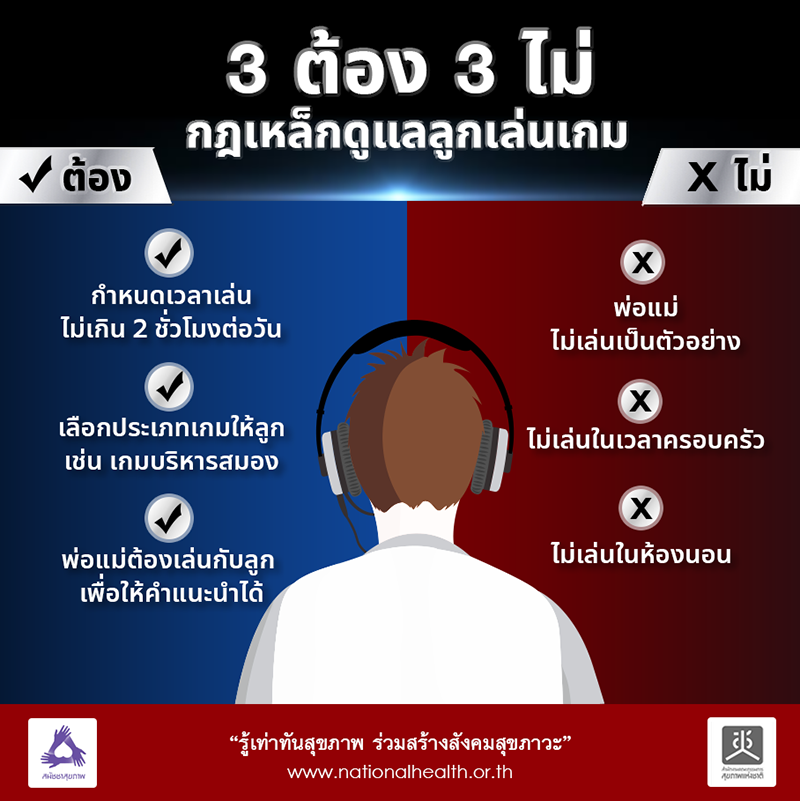 3 ต้อง 3 ไม่
กฎเหล็กดูแลลูกเล่นเกม
ต้อง
X ไม่
กำหนดเวลาเล่น
ไม่เกิน 2 ชั่วโมงต่อวัน
เลือกประเภทเกมให้ลูก
เช่น เกมบริหารสมอง
พ่อแม่ต้องเล่นกับลูก
เพื่อให้คำแนะนำได้
X
พ่อแม่
ไม่เล่นเป็นตัวอย่าง
X
ไม่เล่นในเวลาครอบครัว
X
ไม่เล่นในห้องนอน
สมัชชาสุขภาพ
“รู้เท่าทันสุขภาพ ร่วมสร้างสังคมสุขภาวะ”
www.nationalhealth.or.th
สำนักงานคณะกรรมการ
สุขภาพแห่งชาติ